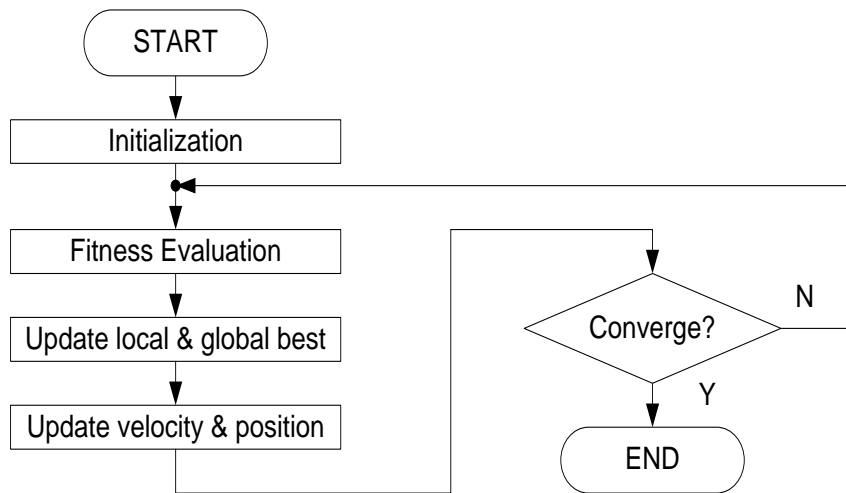 START
Initialization
Fitness Evaluation
Update local & global best
Update velocity & position
Converge?
N
Y
END